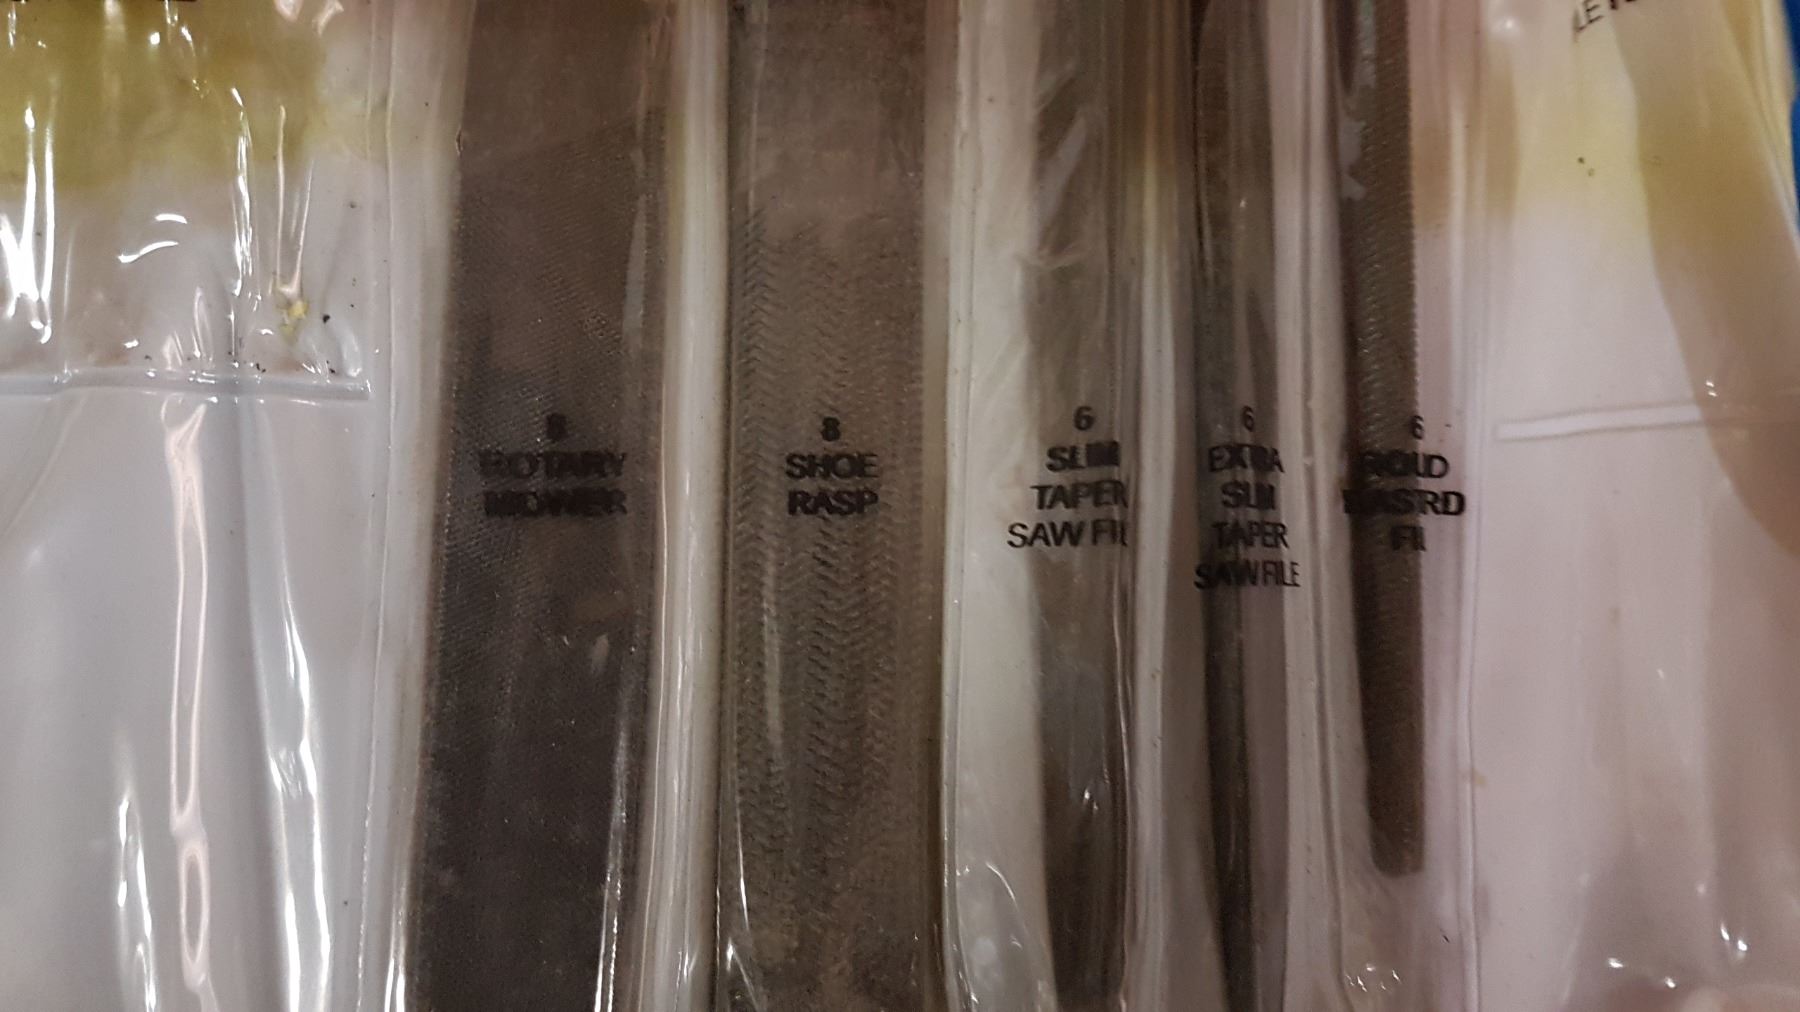 8
ROTARY
MOWER
8
SHOE
RASP
6
SLIM
TAPER
SAW FIL
6
EXTRA
SLIM
TAPER
SAW FILE
6